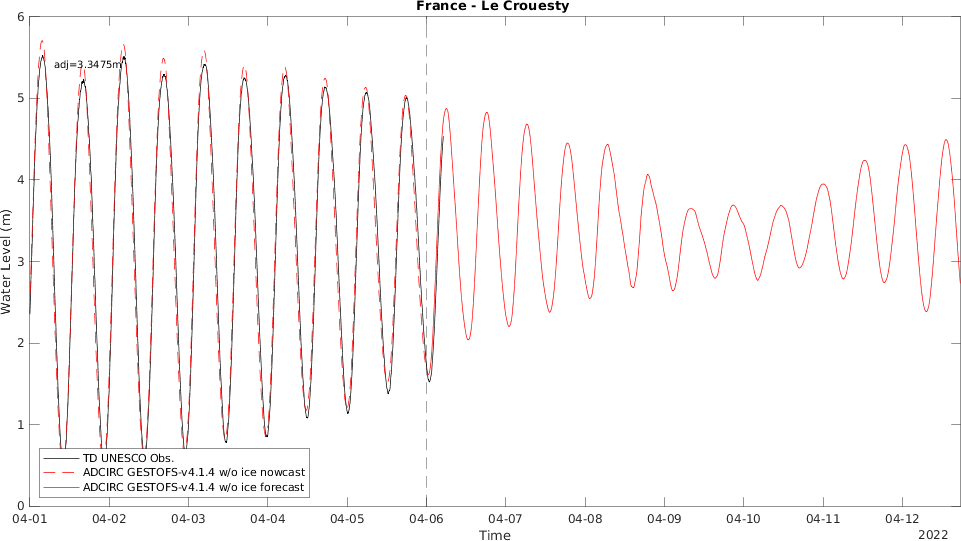 France - Le Crouesty
6
adj=3.3475m
5
4
3
2
1
0
Water Level (m)
TD UNESCO Obs.
ADCIRC GESTOFS-v4.1.4 w/o ice nowcast
ADCIRC GESTOFS-v4.1.4 w/o ice forecast
04-01 04-02 04-03 04-04 04-05 04-06 04-07 04-08 04-09 04-10 04-11 04-12
Time
2022